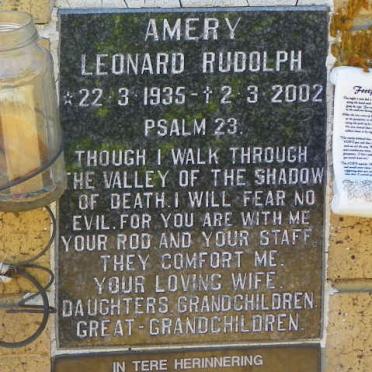 AMERY
LEONARD RUDOLPH
*22·3·1935-†2·3·2002
PSALM 23.
THOUGH I WALK THROUGH
THE VALLEY OF THE SHADOW
OF DEATH. I WILL FEAR NO
EVIL. FOR YOU ARE WITH ME
YOUR ROD AND YOUR STAFF.
THEY COMFORT ME.
YOUR LOVING WIFE.
DAUGHTERS. GRANDCHILDREN.
GREAT-GRANDCHILDREN.
IN TERE HERINNERING